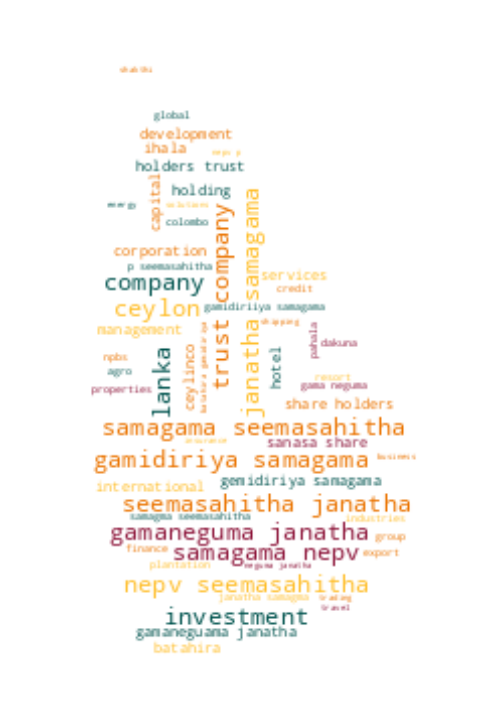 shakthi
global
development
ihala
nepv p
holders trust
capital
holding
energy
solutions
colombo
trust company
janatha samagama
corporation
p seemasahitha
services
company
credit
ceylon
gamidiriiya samagama
shipping
management
pahala
dakuna
lanka
ceylinco
batahira gamidiriya
hotel
npbs
agro
resort
properties
gama neguma
share holders
samagama seemasahitha
insurance
sanasa share
gamidiriya samagama
business
gemidiriya samagama
international
seemasahitha janatha
samagma seemasahitha
industries
gamaneguma janatha
group
finance
samagama nepv
export
plantation
neguma janatha
nepv seemasahitha
janatha samagma
trading
travel
investment
gamaneguama janatha
batahira